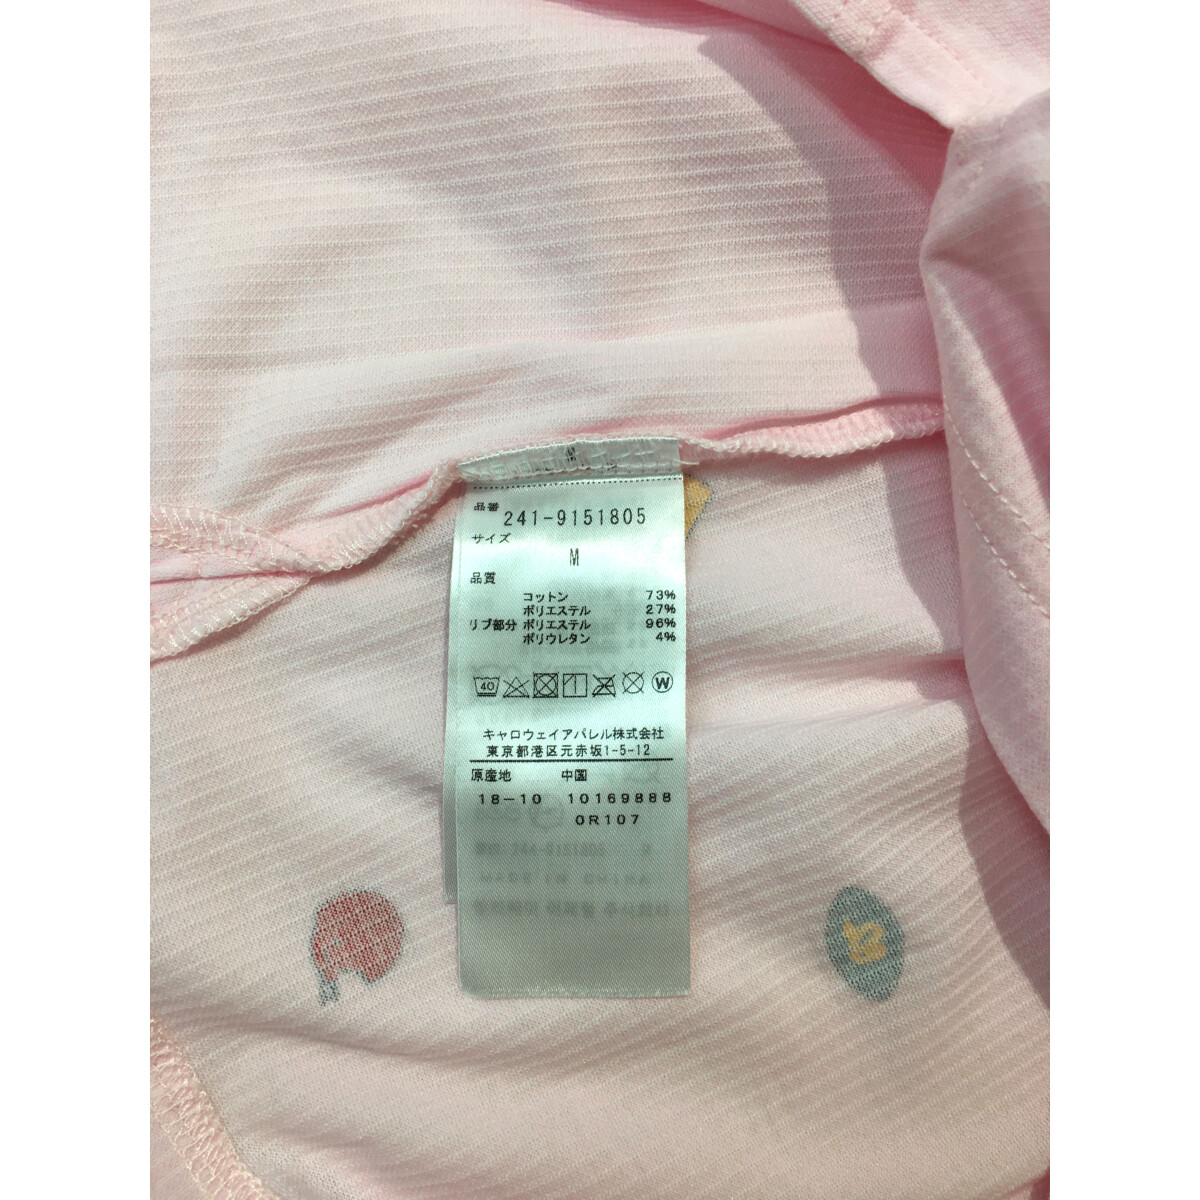 M
品番 241-9151805
サイズ
M
品質
コットン 73%
ポリエステル 27%
リブ部分 ポリエステル 96%
ポリウレタン 4%
40 W
キャロウェイアパレル株式会社
東京都港区元赤坂1-5-12
原産地 中国
18-10 10169888
0R107